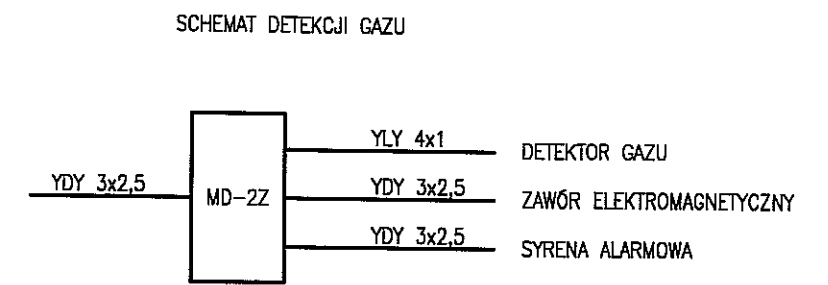 SCHEMAT DETEKCJI GAZU
YLY 4x1
DETEKTOR GAZU
YDY 3x2,5
MD-2Z
YDY 3x2,5
ZAWÓR ELEKTROMAGNETYCZNY
YDY 3x2,5
SYRENA ALARMOWA